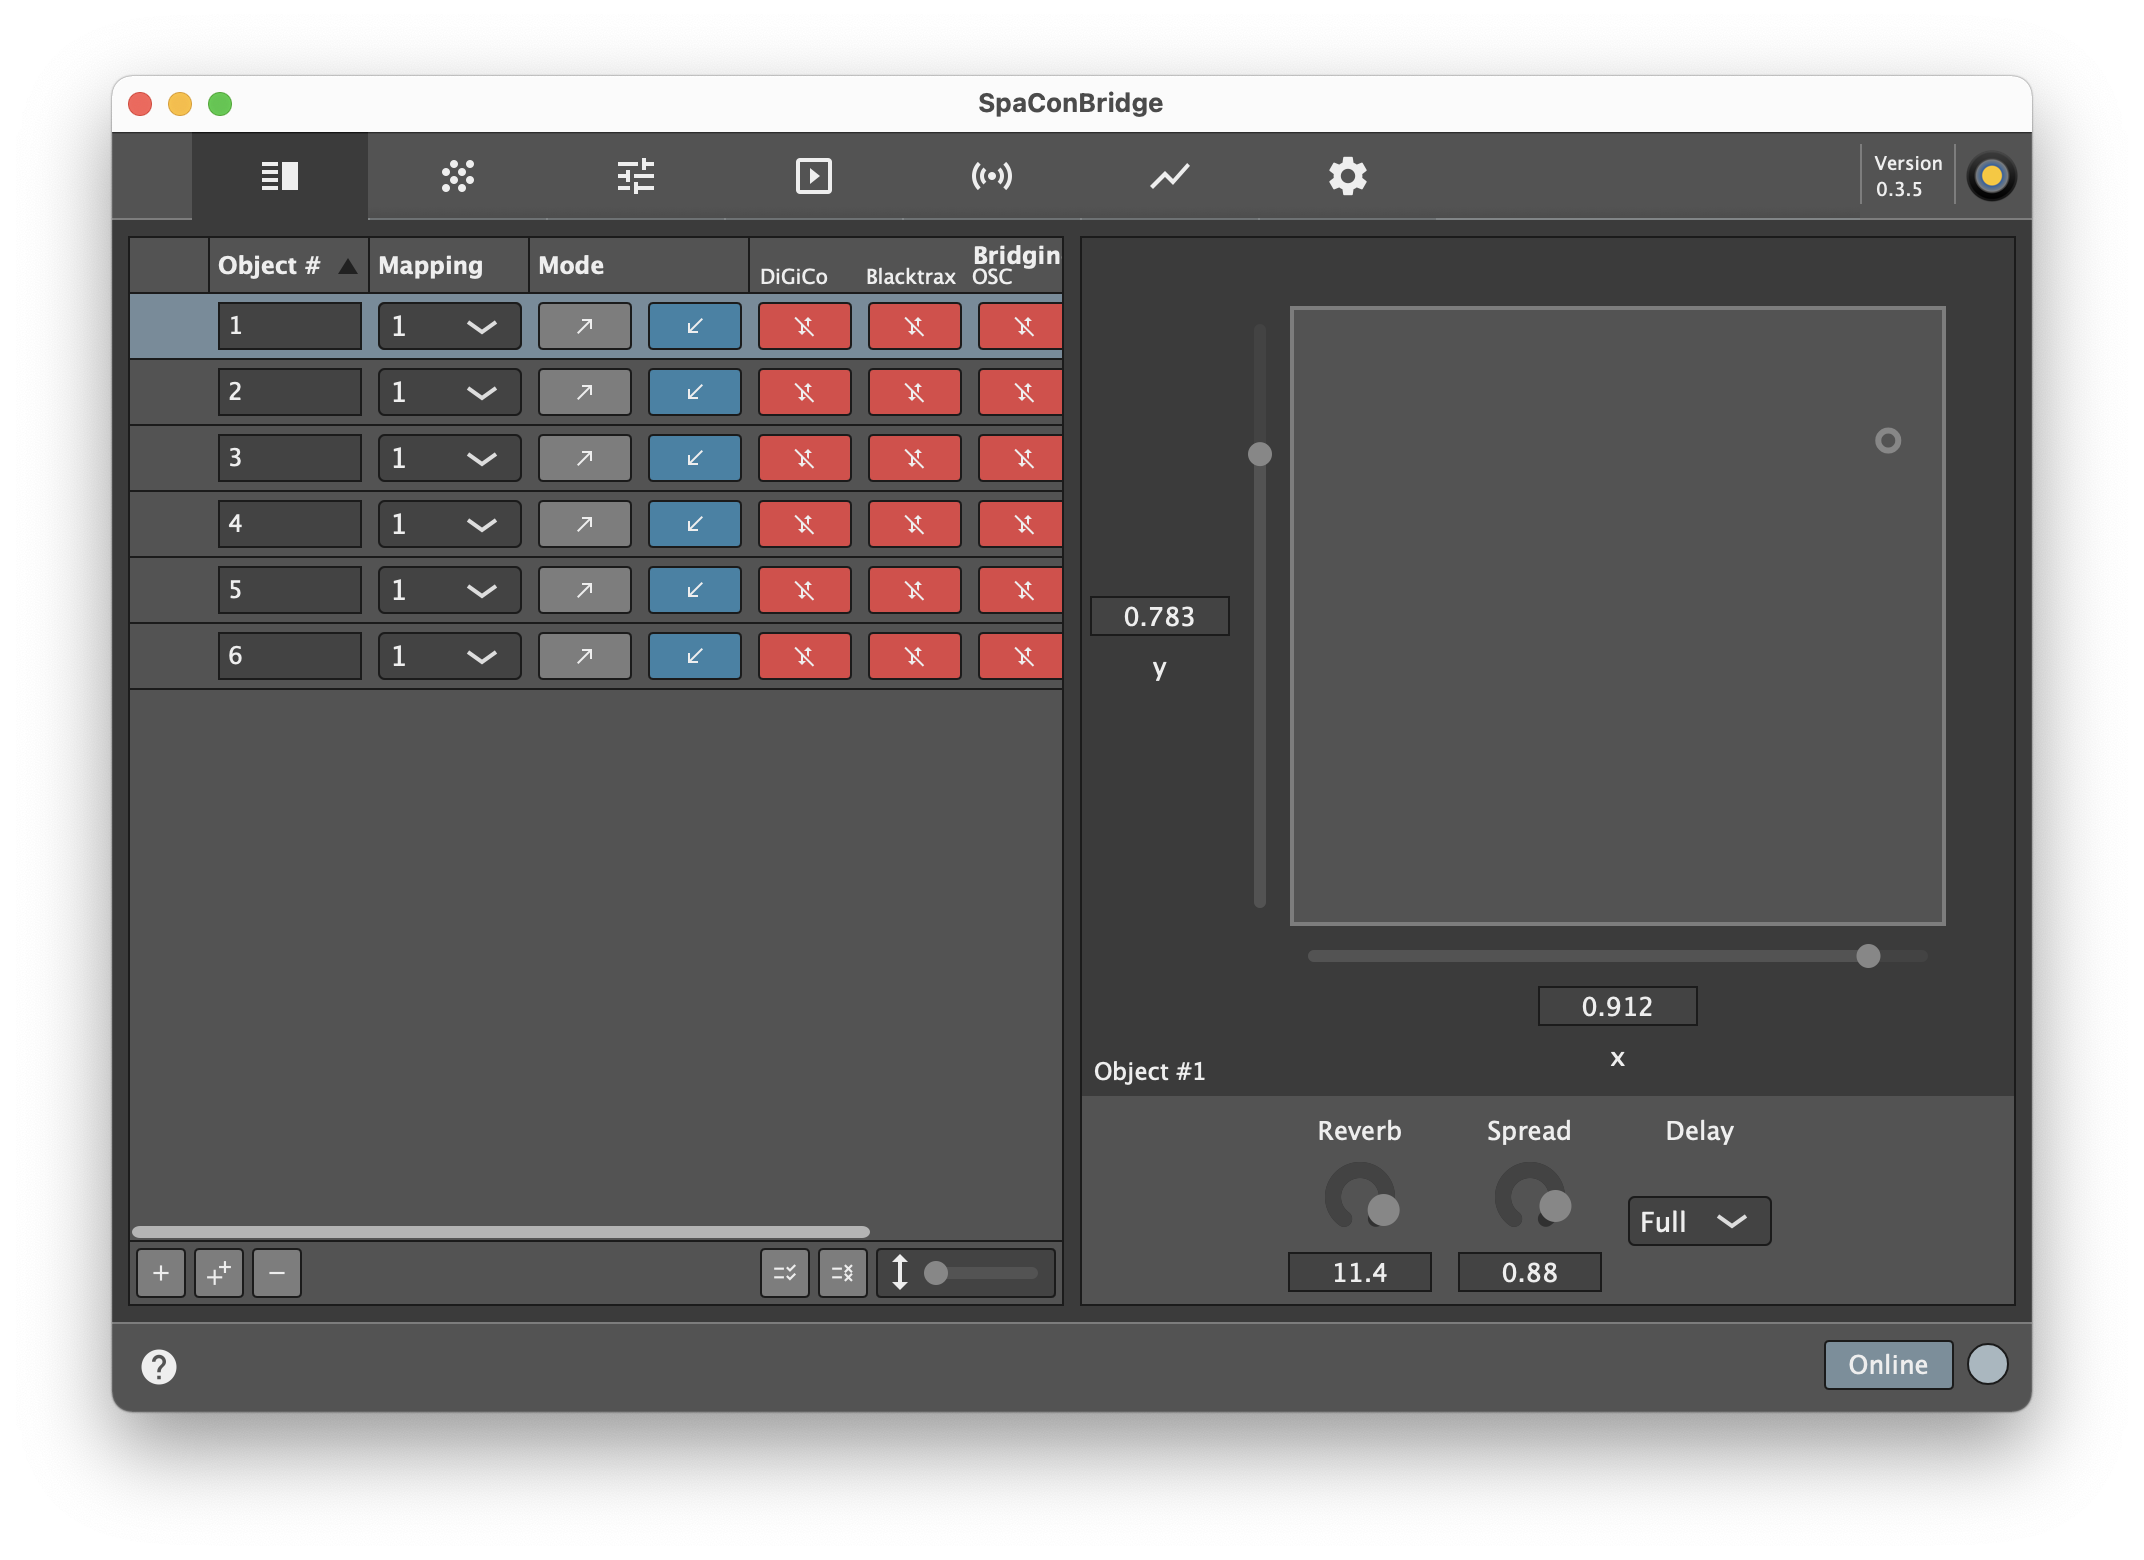 SpaConBridge
Version
0.3.5
Object # Mapping Mode Bridgin
DiGiCo Blacktrax OSC
1 1
2 1
3 1
4 1
5 1
6 1
0.783
y
0.912
x
Object #1
Reverb Spread Delay
Full
11.4 0.88
?
Online